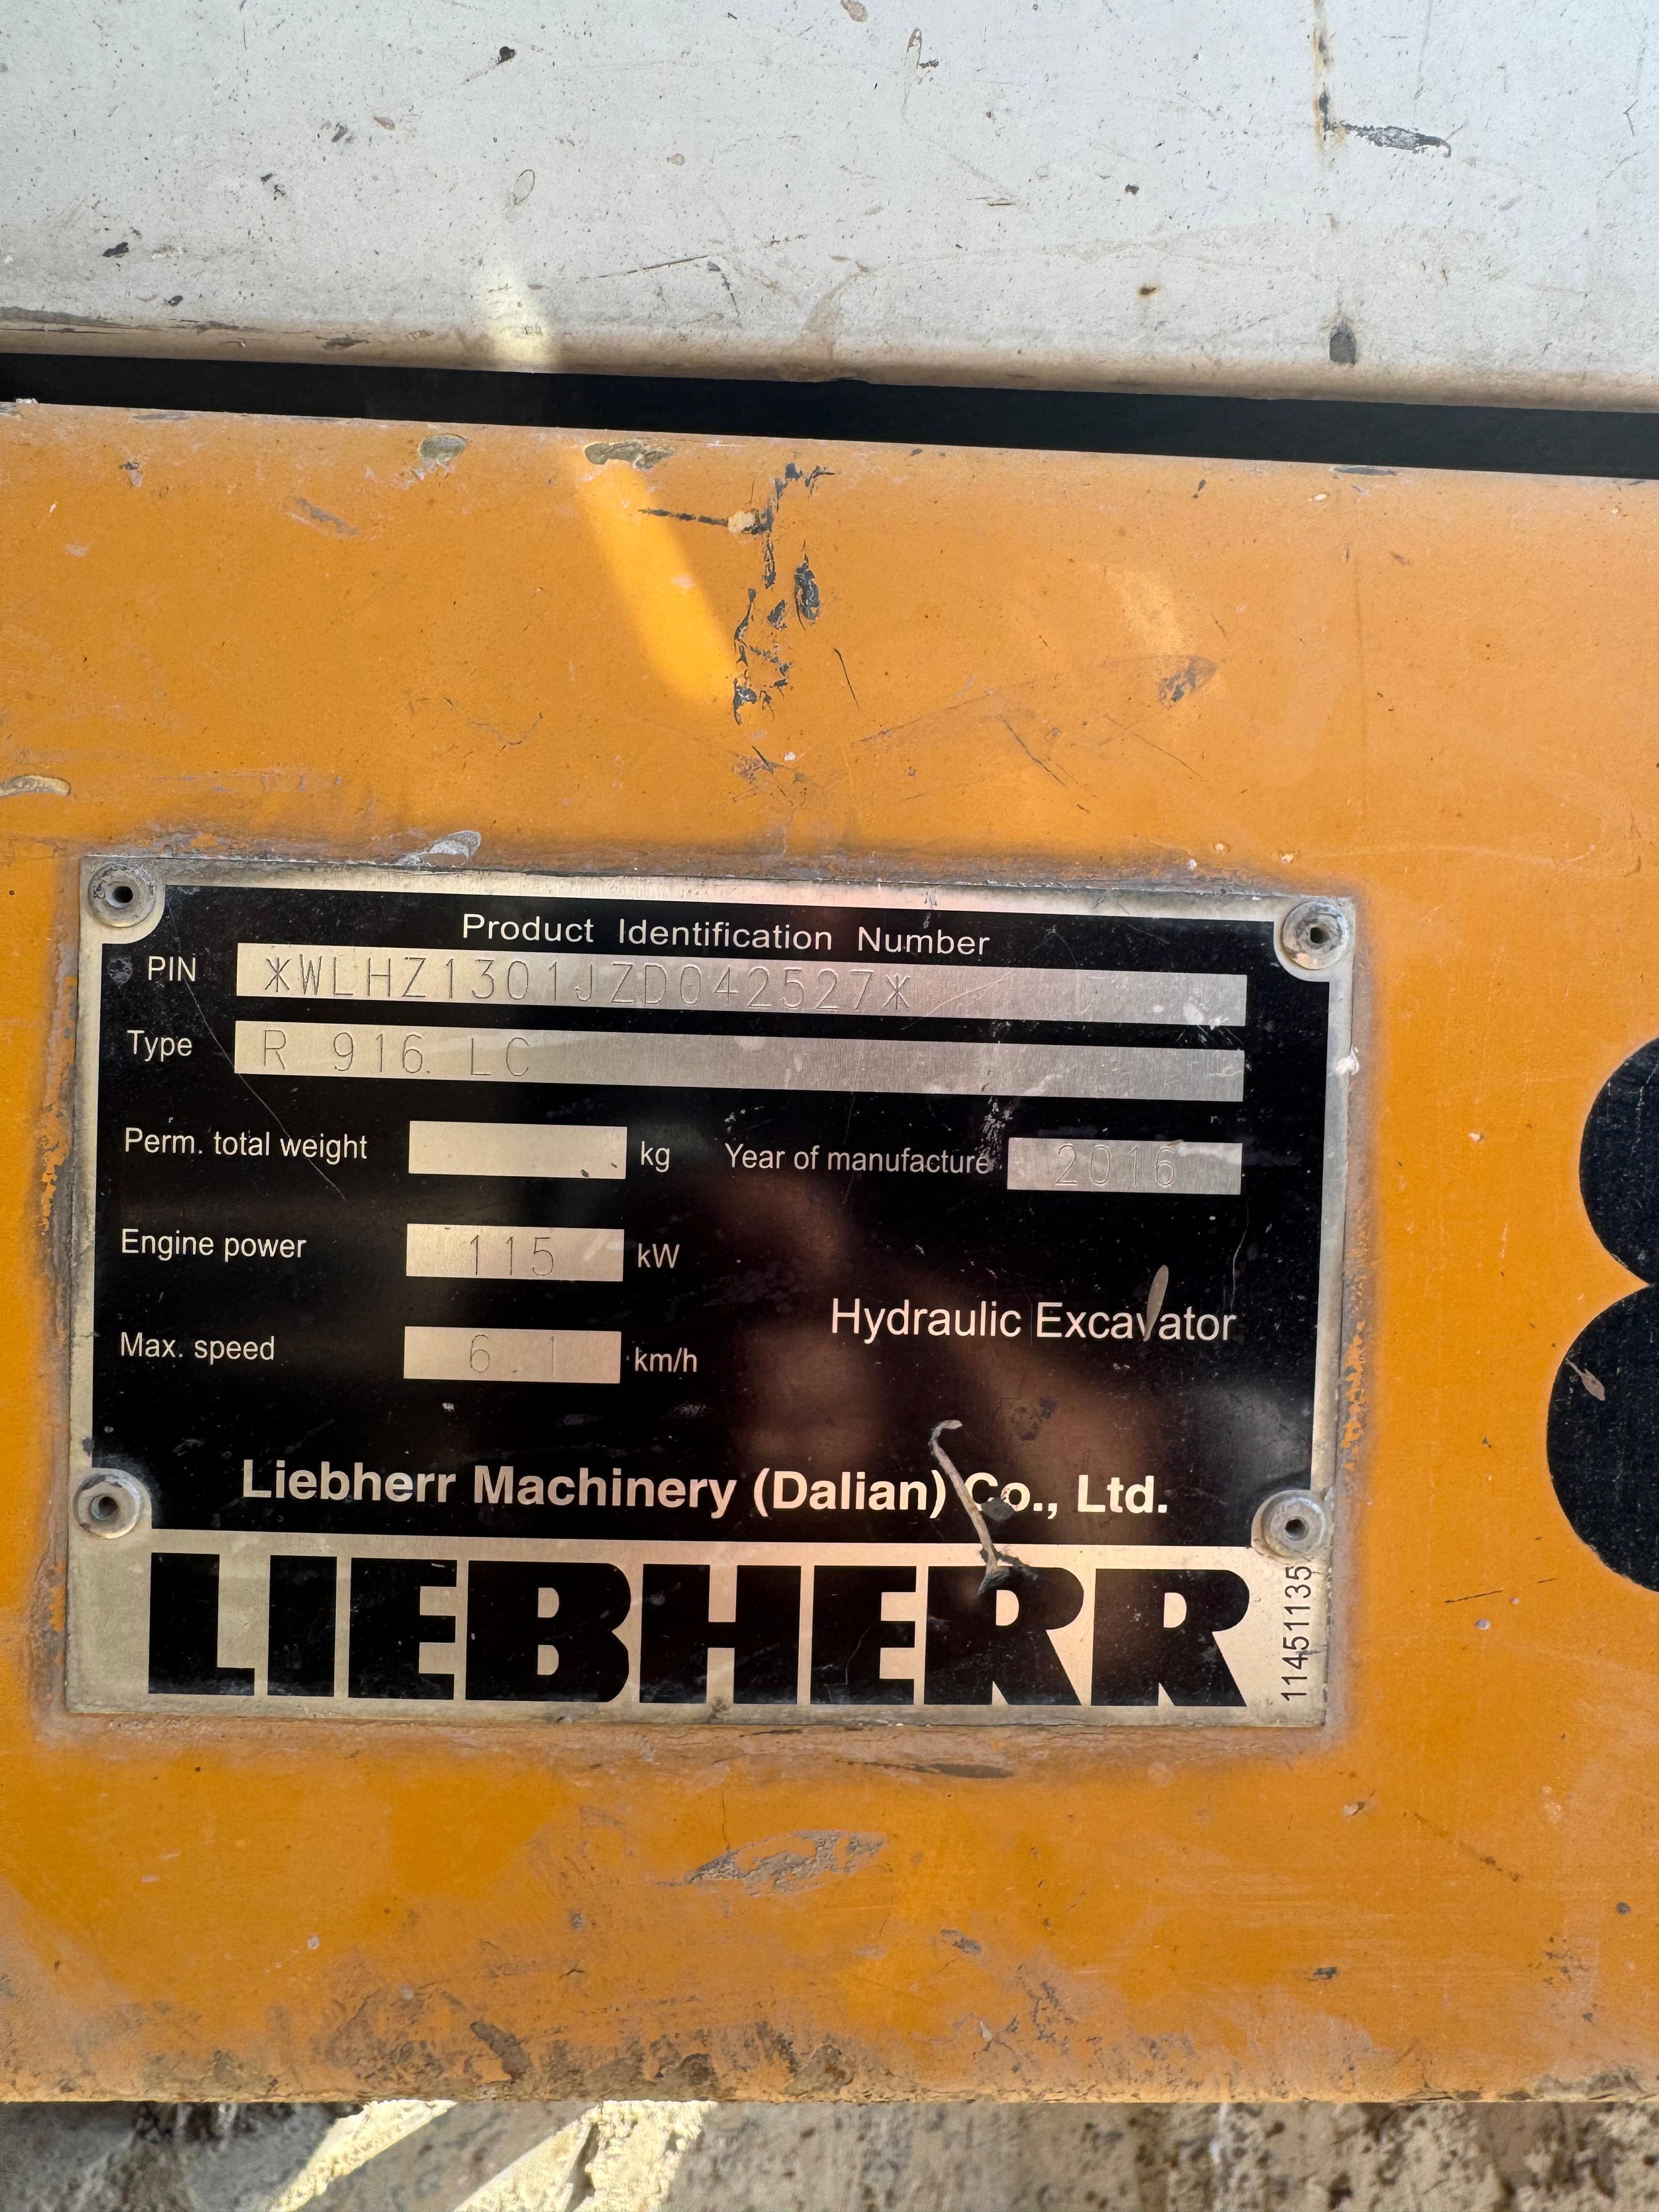 Product Identification Number
PIN *WLHZ1301JZD042527*
Type R 916 LC
Perm. total weight kg Year of manufacture 2016
Engine power 115 kW
Hydraulic Excavator
Max. speed 6.1 km/h
Liebherr Machinery (Dalian) Co., Ltd.
LIEBHERR
11451135